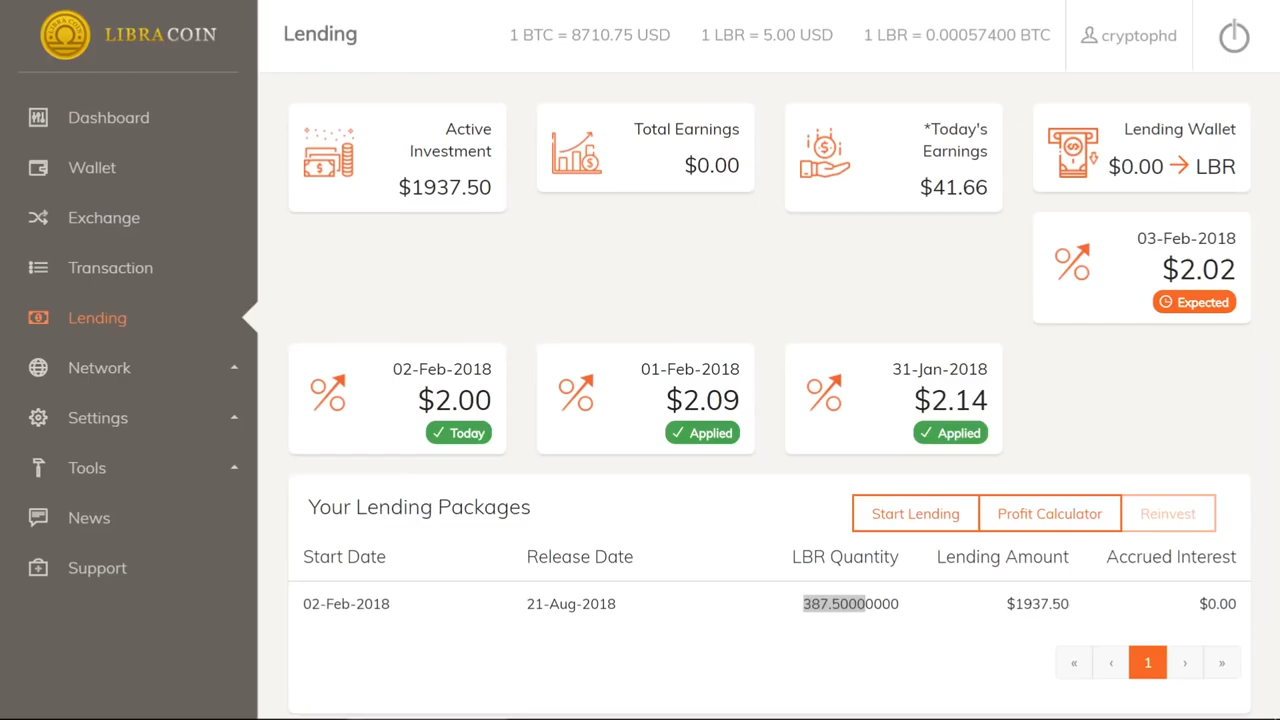 LIBRA COIN
Lending
1 BTC = 8710.75 USD
1 LBR = 5.00 USD
1 LBR = 0.00057400 BTC
cryptophd
Dashboard
Wallet
Exchange
Transaction
Lending
Network
Settings
Tools
News
Support
Active
Investment
$1937.50
Total Earnings
$0.00
*Today's
Earnings
$41.66
Lending Wallet
$0.00 → LBR
03-Feb-2018
$2.02
Expected
02-Feb-2018
$2.00
✓ Today
01-Feb-2018
$2.09
✓ Applied
31-Jan-2018
$2.14
✓ Applied
Your Lending Packages
Start Lending
Profit Calculator
Reinvest
Start Date Release Date LBR Quantity Lending Amount Accrued Interest
02-Feb-2018 21-Aug-2018 387.50000000 $1937.50 $0.00
« ‹ 1 › »